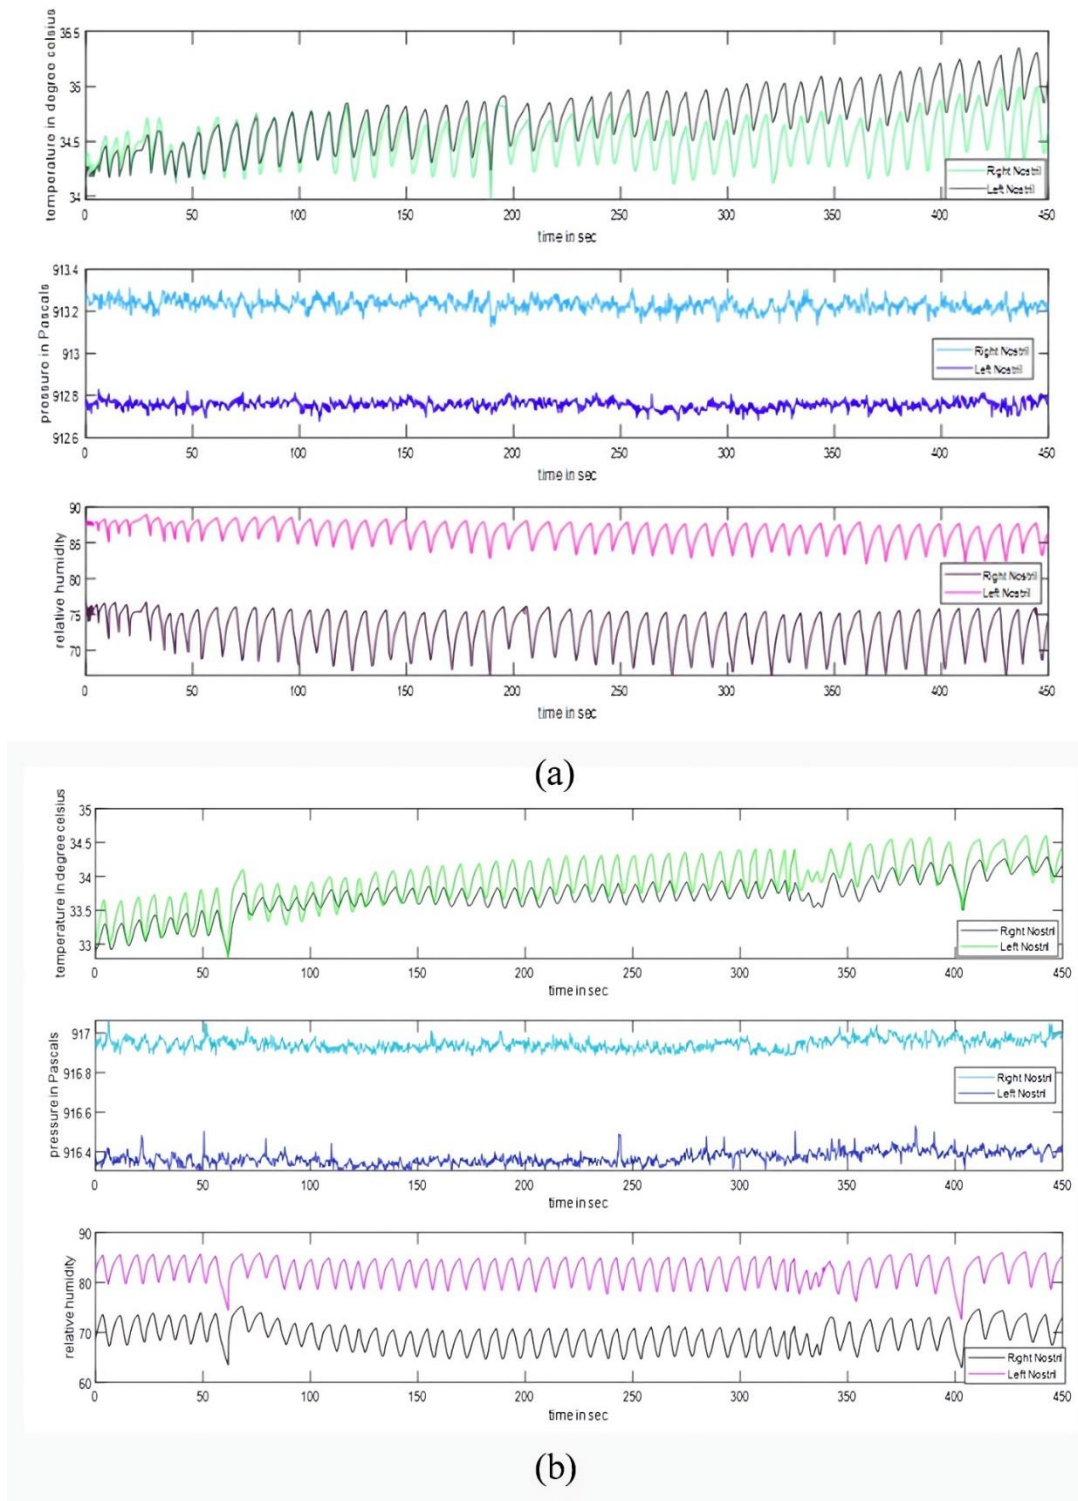 temperature in degree celsius
35.5
35
34.5
34
0 50 100 150 200 250 300 350 400 450
Right Nostril
Left Nostril
time in sec
pressure in Pascals
913.4
913.2
913
912.8
912.6
0 50 100 150 200 250 300 350 400 450
Right Nostril
Left Nostril
time in sec
relative humidity
90
85
80
75
70
0 50 100 150 200 250 300 350 400 450
Right Nostril
Left Nostril
time in sec
(a)
temperature in degree celsius
35
34.5
34
33.5
33
0 50 100 150 200 250 300 350 400 450
Right Nostril
Left Nostril
time in sec
pressure in Pascals
917
916.8
916.6
916.4
0 50 100 150 200 250 300 350 400 450
Right Nostril
Left Nostril
time in sec
relative humidity
90
80
70
60
0 50 100 150 200 250 300 350 400 450
Right Nostril
Left Nostril
time in sec
(b)